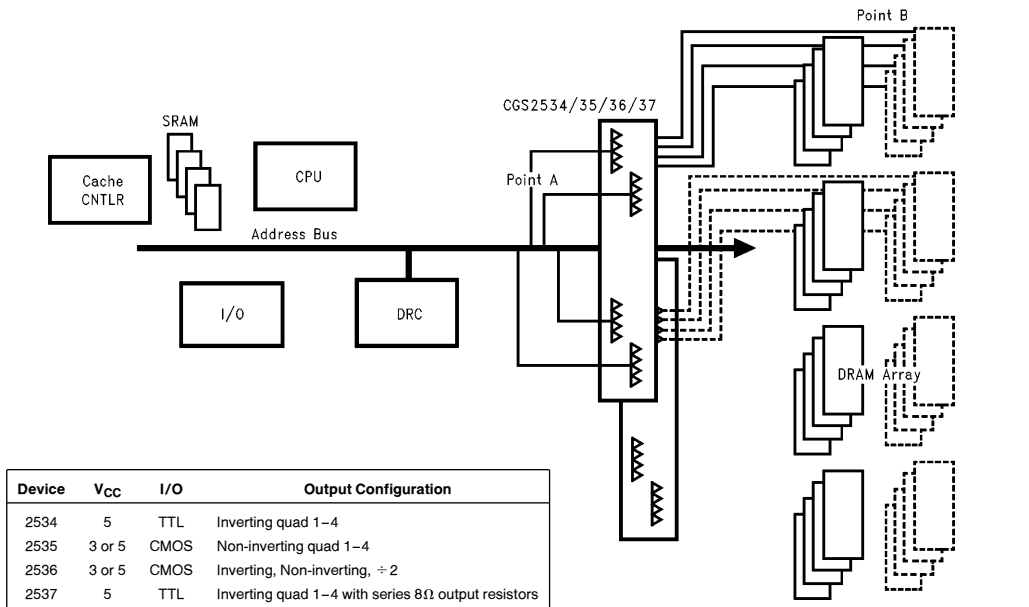 Point B
CGS2534/35/36/37
SRAM
Cache
CNTLR
CPU
Point A
Address Bus
I/O
DRC
DRAM Array
Device VCC I/O Output Configuration
2534 5 TTL Inverting quad 1–4
2535 3 or 5 CMOS Non-inverting quad 1–4
2536 3 or 5 CMOS Inverting, Non-inverting, ÷2
2537 5 TTL Inverting quad 1–4 with series 8Ω output resistors